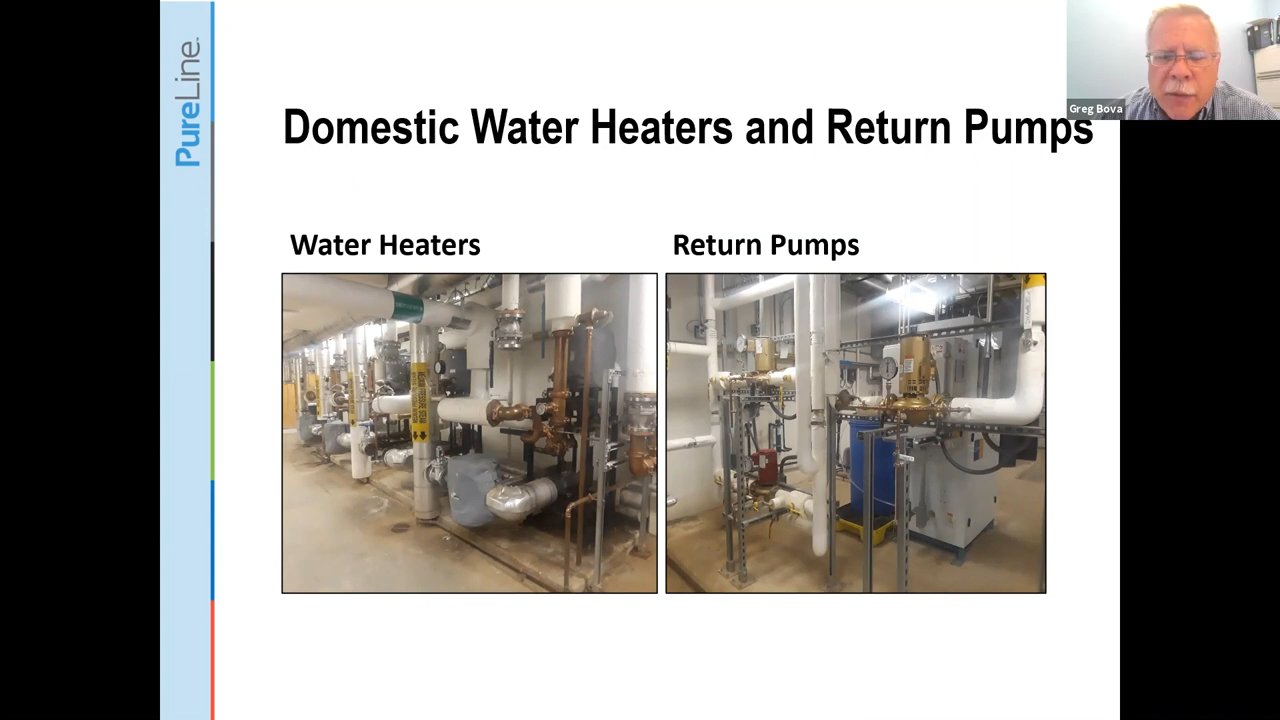 PureLine
Greg Bova
Domestic Water Heaters and Return Pumps
Water Heaters
Return Pumps